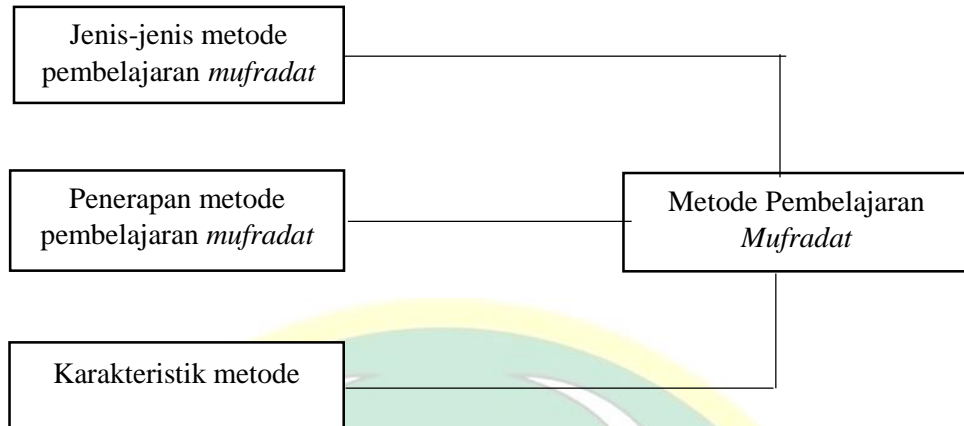 Jenis-jenis metode
pembelajaran mufradat
Penerapan metode
pembelajaran mufradat
Metode Pembelajaran
Mufradat
Karakteristik metode